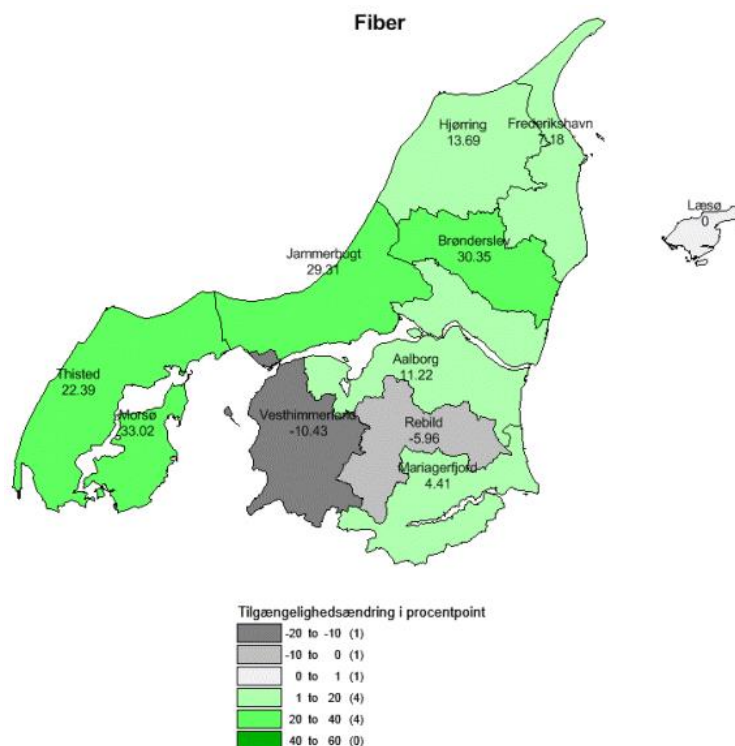 Fiber
Hjørring
13.69
Frederikshavn
7.18
Læsø
0
Jammerbugt
29.31
Brønderslev
30.35
Thisted
22.39
Morsø
33.02
Aalborg
11.22
Vesthimmerland
-10.43
Rebild
-5.96
Mariagerfjord
4.41
Tilgængelighedsændring i procentpoint
-20 to -10 (1)
-10 to 0 (1)
0 to 1 (1)
1 to 20 (4)
20 to 40 (4)
40 to 60 (0)